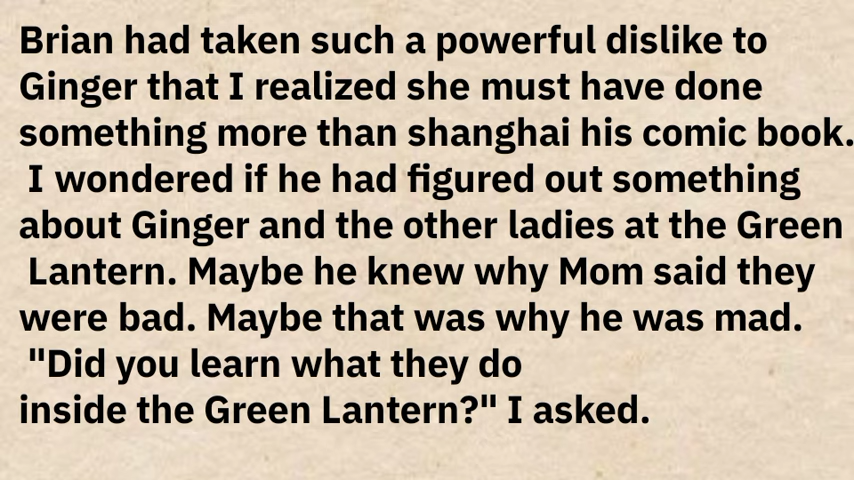 Brian had taken such a powerful dislike to
Ginger that I realized she must have done
something more than shanghai his comic book.
I wondered if he had figured out something
about Ginger and the other ladies at the Green
Lantern. Maybe he knew why Mom said they
were bad. Maybe that was why he was mad.
"Did you learn what they do
inside the Green Lantern?" I asked.